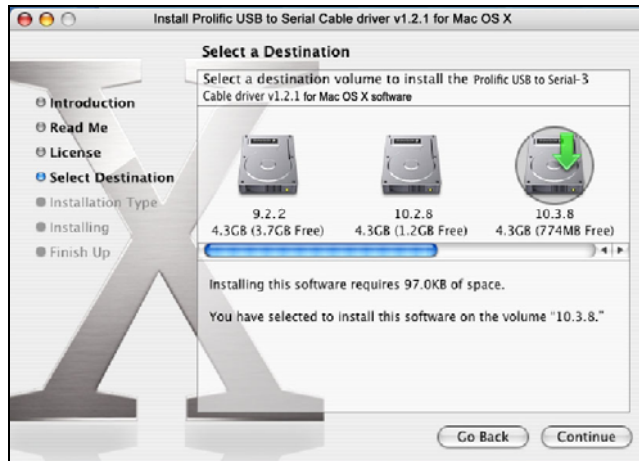 Install Prolific USB to Serial Cable driver v1.2.1 for Mac OS X
Select a Destination
Introduction
Read Me
License
Select Destination
Installation Type
Installing
Finish Up
Select a destination volume to install the Prolific USB to Serial-3
Cable driver v1.2.1 for Mac OS X software
9.2.2
4.3GB (3.7GB Free)
10.2.8
4.3GB (1.2GB Free)
10.3.8
4.3GB (774MB Free)
Installing this software requires 97.0KB of space.
You have selected to install this software on the volume "10.3.8."
Go Back
Continue